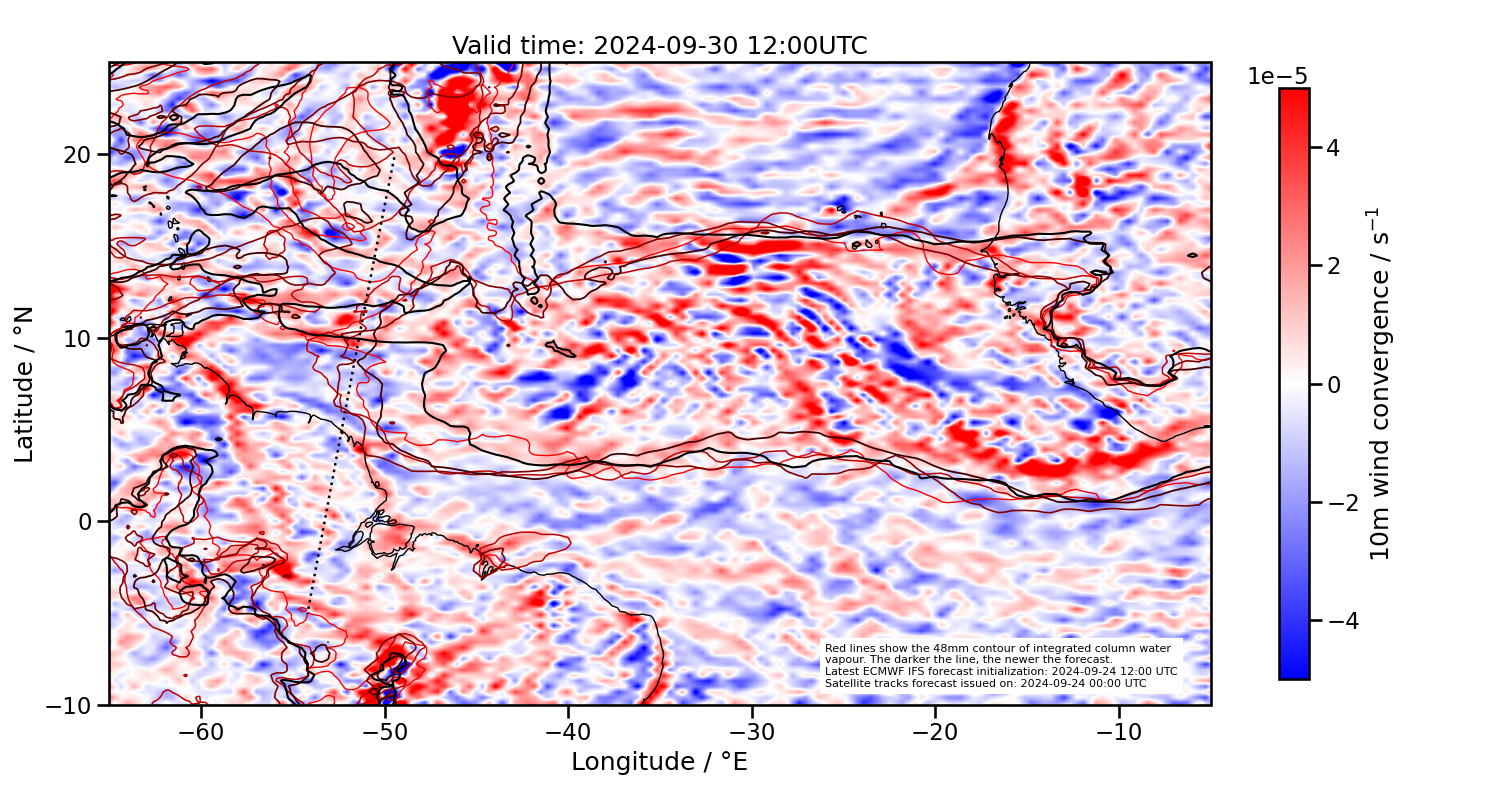 Valid time: 2024-09-30 12:00UTC
1e−5
20
10
0
−10
−60
−50
−40
−30
−20
−10
Latitude / °N
Longitude / °E
4
2
0
−2
−4
10m wind convergence / s⁻¹
Red lines show the 48mm contour of integrated column water
vapour. The darker the line, the newer the forecast.
Latest ECMWF IFS forecast initialization: 2024-09-24 12:00 UTC
Satellite tracks forecast issued on: 2024-09-24 00:00 UTC